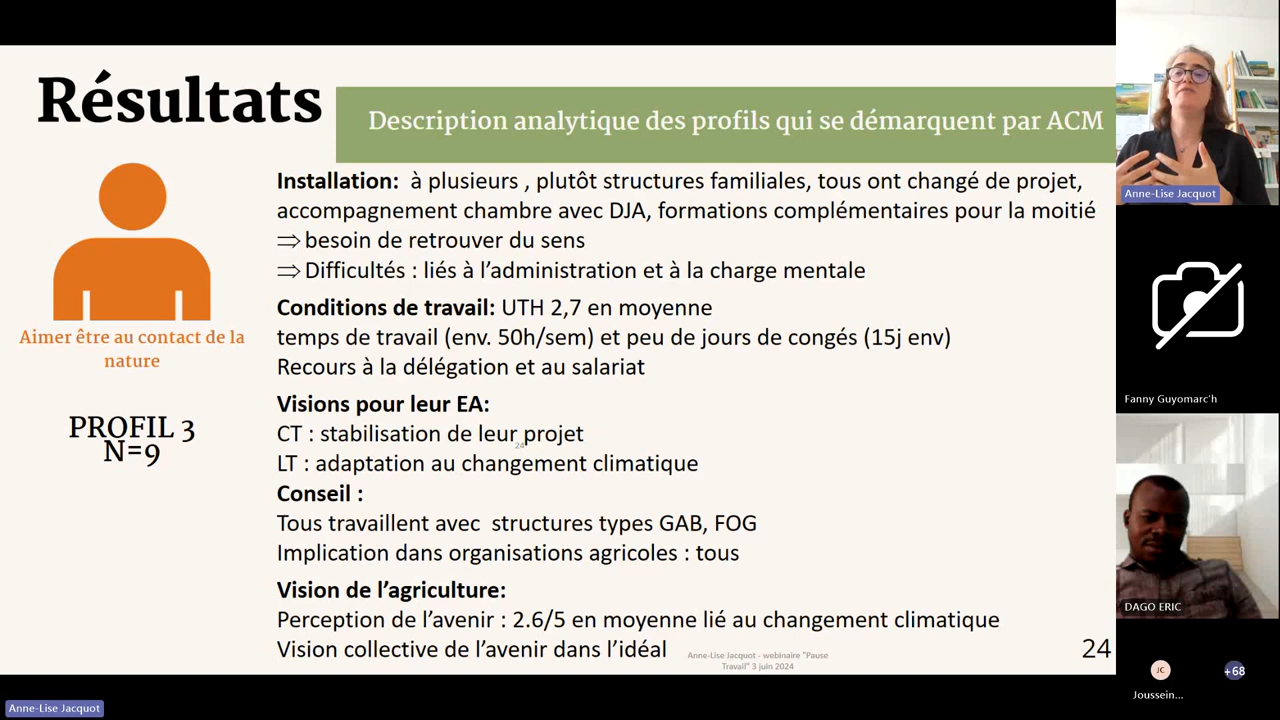 Résultats
Description analytique des profils qui se démarquent par ACM
Installation: à plusieurs , plutôt structures familiales, tous ont changé de projet,
accompagnement chambre avec DJA, formations complémentaires pour la moitié
⇒ besoin de retrouver du sens
⇒ Difficultés : liés à l'administration et à la charge mentale
Aimer être au contact de la
nature
PROFIL 3
N=9
Conditions de travail: UTH 2,7 en moyenne
temps de travail (env. 50h/sem) et peu de jours de congés (15j env)
Recours à la délégation et au salariat
Visions pour leur EA:
CT : stabilisation de leur projet
24
LT : adaptation au changement climatique
Conseil :
Tous travaillent avec structures types GAB, FOG
Implication dans organisations agricoles : tous
Vision de l'agriculture:
Perception de l'avenir : 2.6/5 en moyenne lié au changement climatique
Vision collective de l'avenir dans l'idéal
Anne-Lise Jacquot - webinaire "Pause
Travail" 3 juin 2024
24
Anne-Lise Jacquot
Anne-Lise Jacquot
Fanny Guyomarc'h
DAGO ERIC
JC
+68
Joussein...